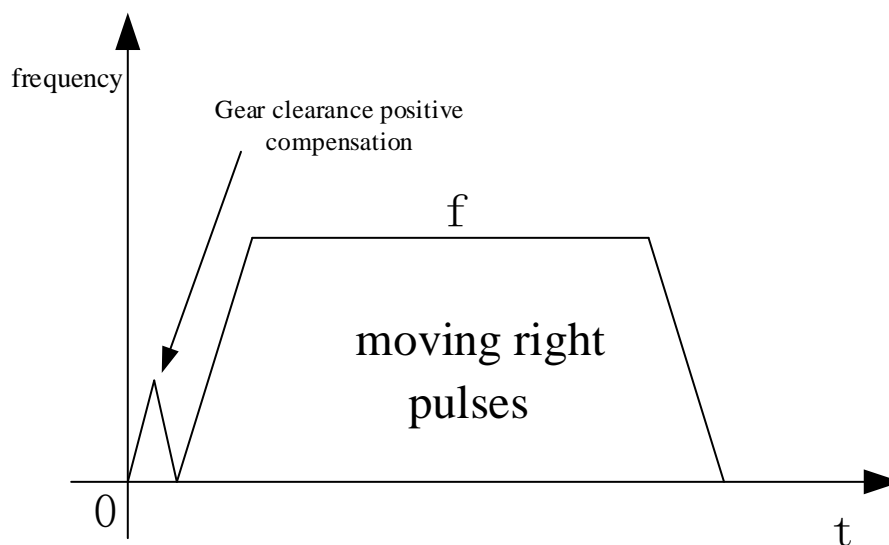 frequency
Gear clearance positive
compensation
f
moving right
pulses
0
t